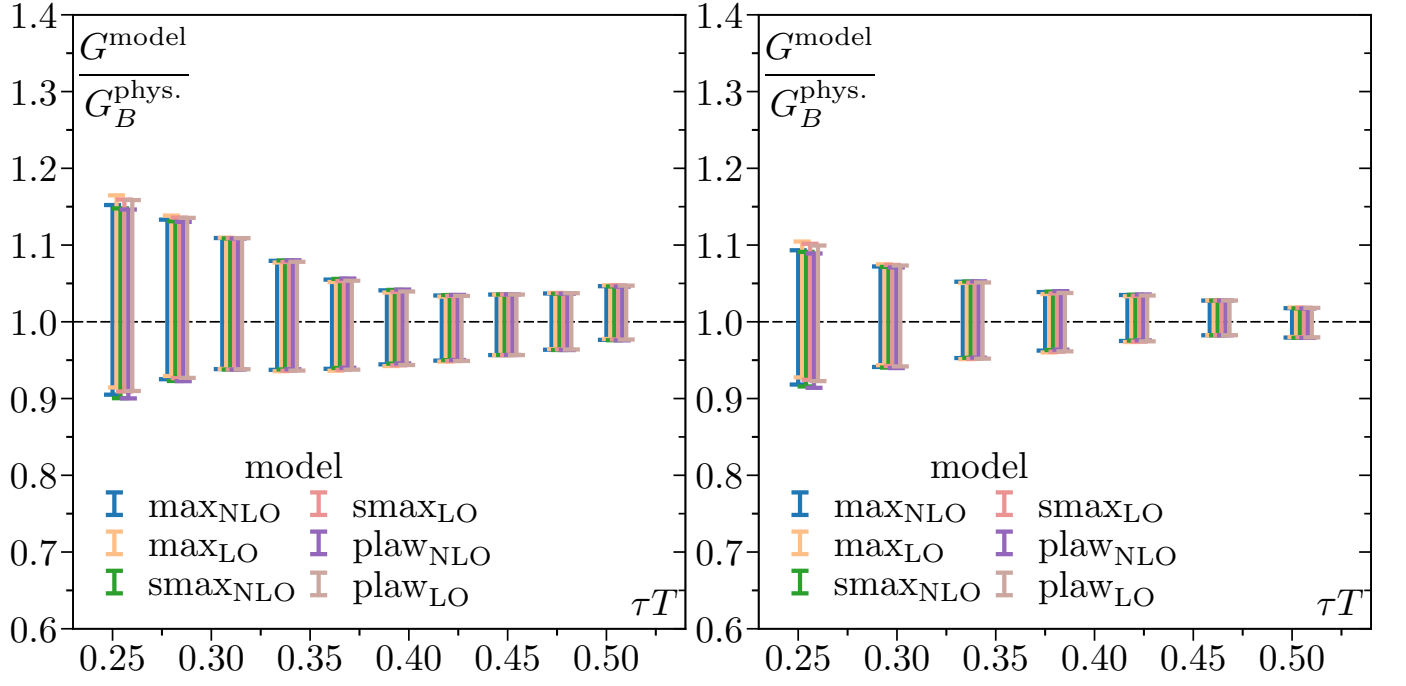 1.4
1.3
1.2
1.1
1.0
0.9
0.8
0.7
0.6
G^model
G_B^phys.
model
max_NLO smax_LO
max_LO plaw_NLO
smax_NLO plaw_LO
τT
0.25 0.30 0.35 0.40 0.45 0.50
1.4
1.3
1.2
1.1
1.0
0.9
0.8
0.7
0.6
G^model
G_B^phys.
model
max_NLO smax_LO
max_LO plaw_NLO
smax_NLO plaw_LO
τT
0.25 0.30 0.35 0.40 0.45 0.50